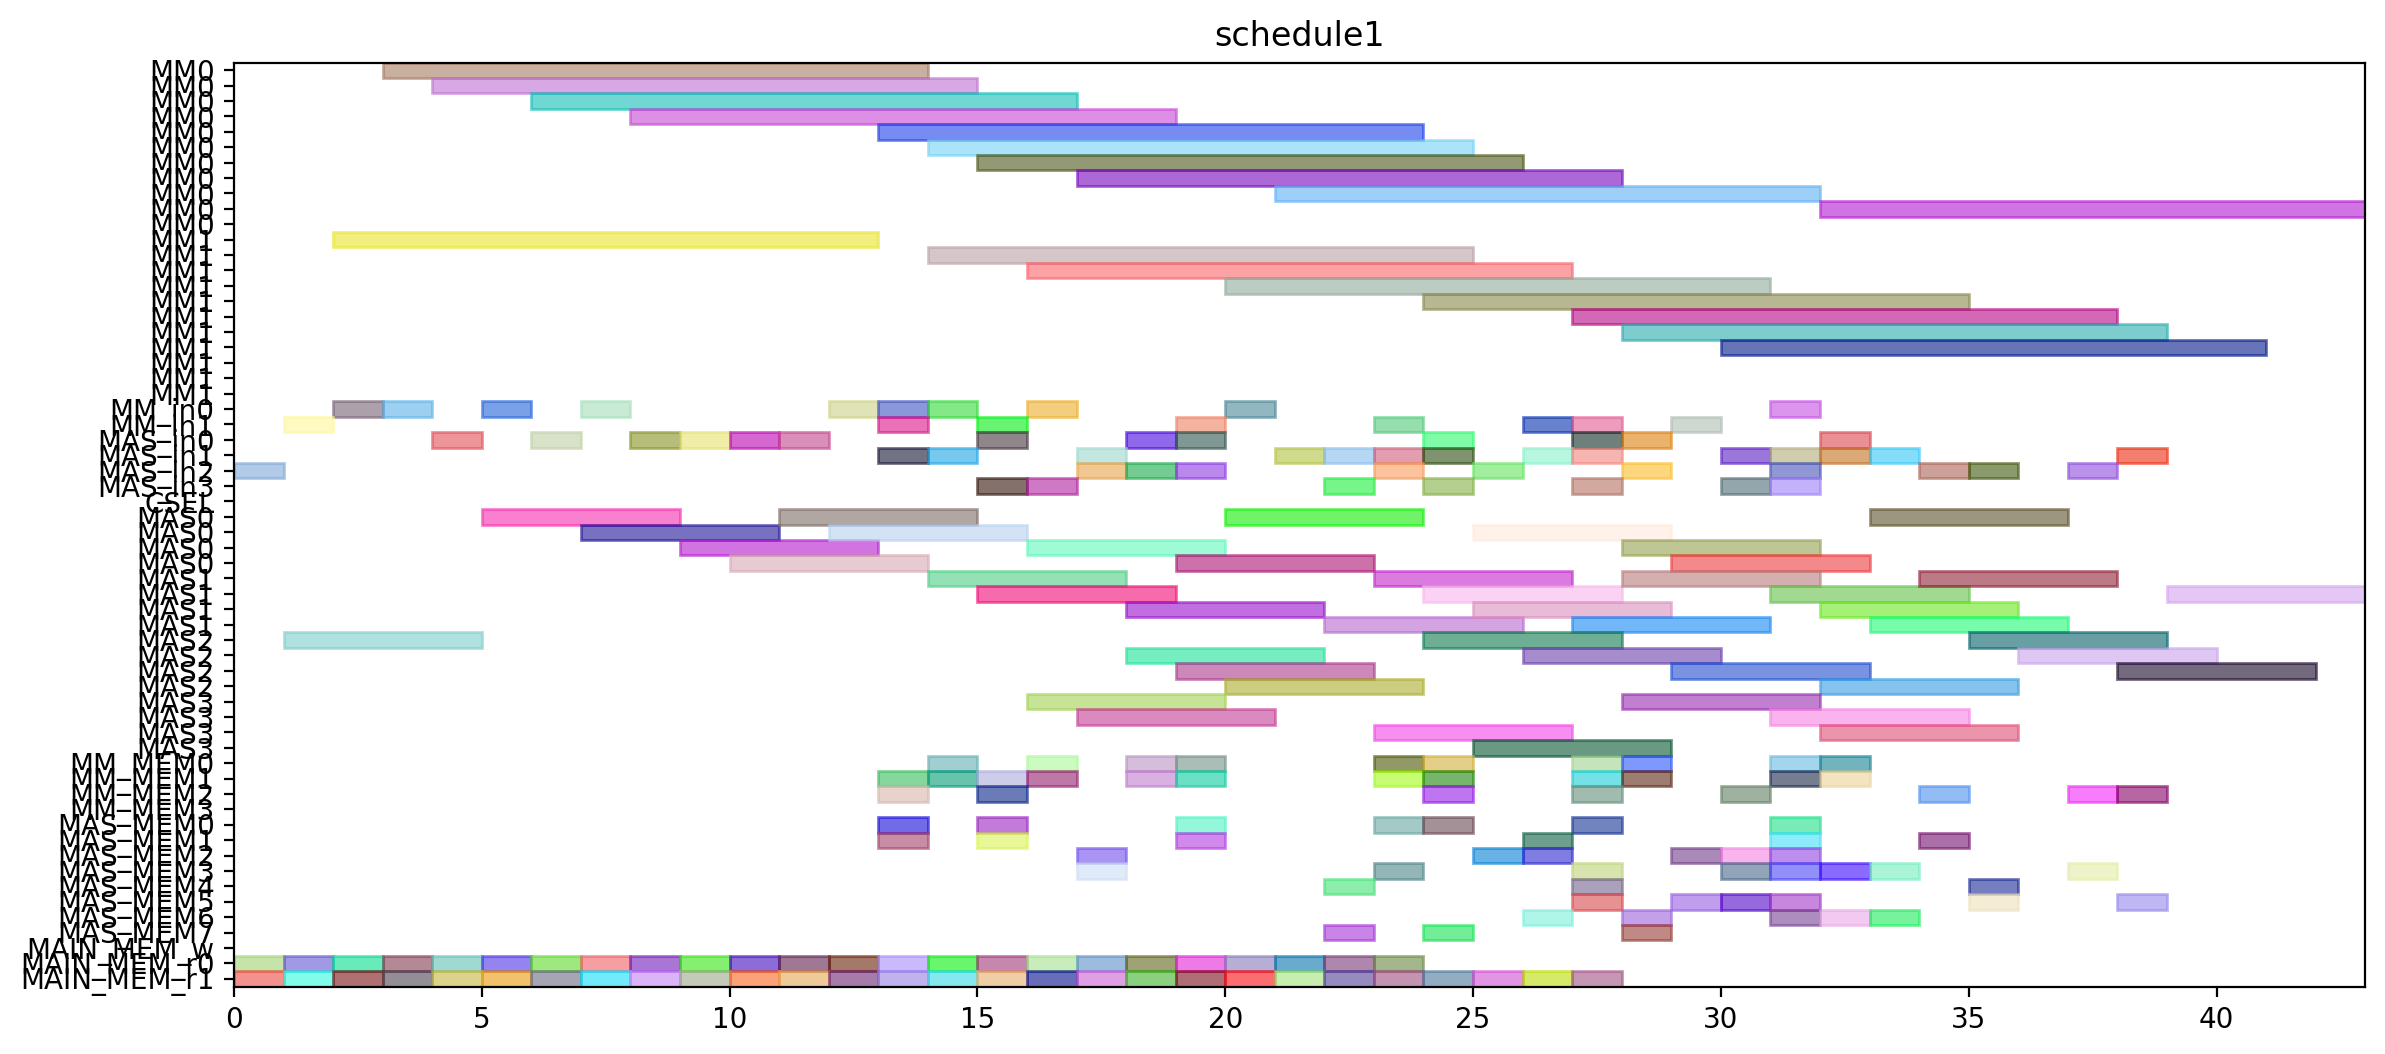 schedule1
MM0
MM0
MM0
MM0
MM0
MM0
MM0
MM0
MM0
MM0
MM0
MM1
MM1
MM1
MM1
MM1
MM1
MM1
MM1
MM1
MM1
MM1
MM_in0
MM_in1
MAS_in0
MAS_in1
MAS_in2
MAS_in3
CSEL
MAS0
MAS0
MAS0
MAS0
MAS1
MAS1
MAS1
MAS1
MAS2
MAS2
MAS2
MAS2
MAS3
MAS3
MAS3
MAS3
MM_MEM0
MM_MEM1
MM_MEM2
MM_MEM3
MAS_MEM0
MAS_MEM1
MAS_MEM2
MAS_MEM3
MAS_MEM4
MAS_MEM5
MAS_MEM6
MAS_MEM7
MAIN_MEM_w
MAIN_MEM_r0
MAIN_MEM_r1
0 5 10 15 20 25 30 35 40